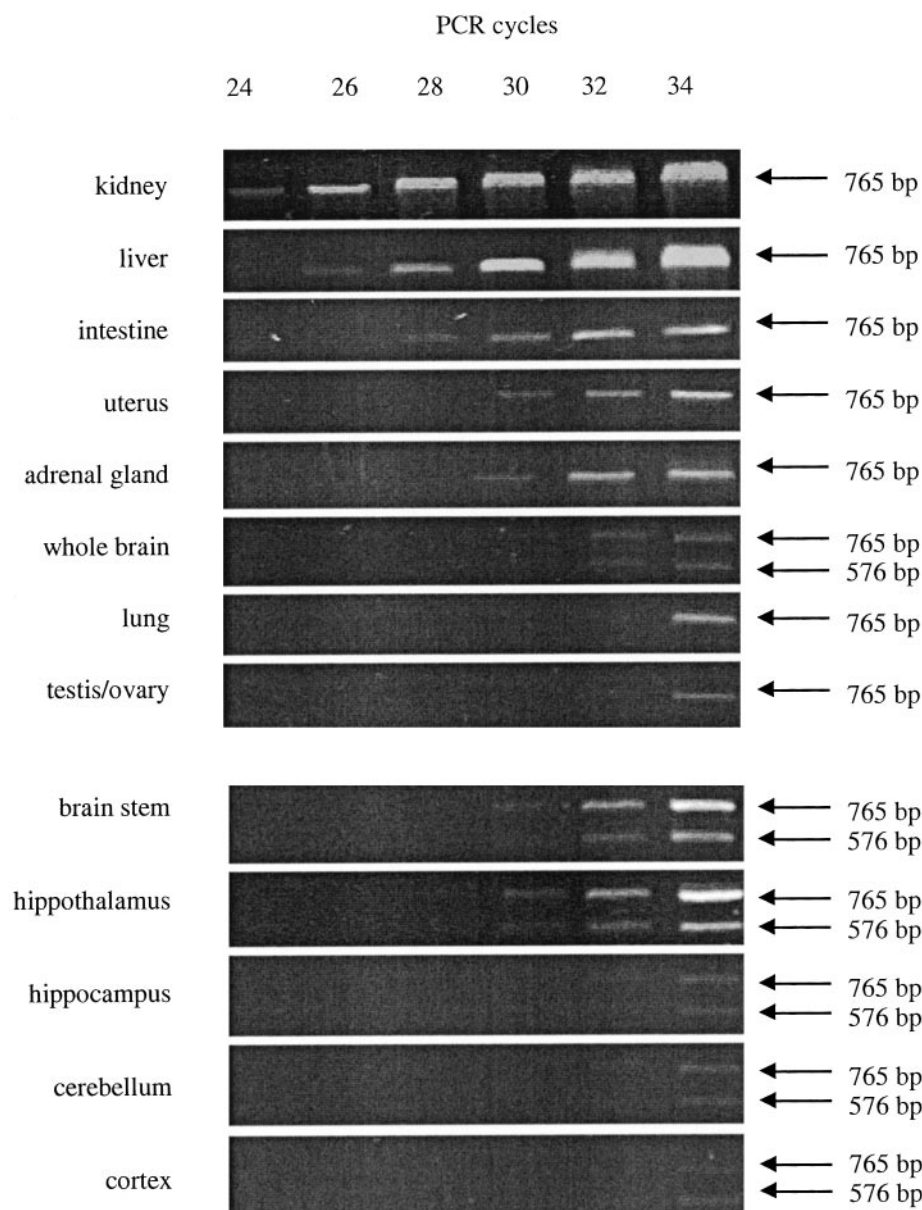 PCR cycles
24 26 28 30 32 34
kidney 765 bp
liver 765 bp
intestine 765 bp
uterus 765 bp
adrenal gland 765 bp
whole brain 765 bp
576 bp
lung 765 bp
testis/ovary 765 bp
brain stem 765 bp
576 bp
hippothalamus 765 bp
576 bp
hippocampus 765 bp
576 bp
cerebellum 765 bp
576 bp
cortex 765 bp
576 bp